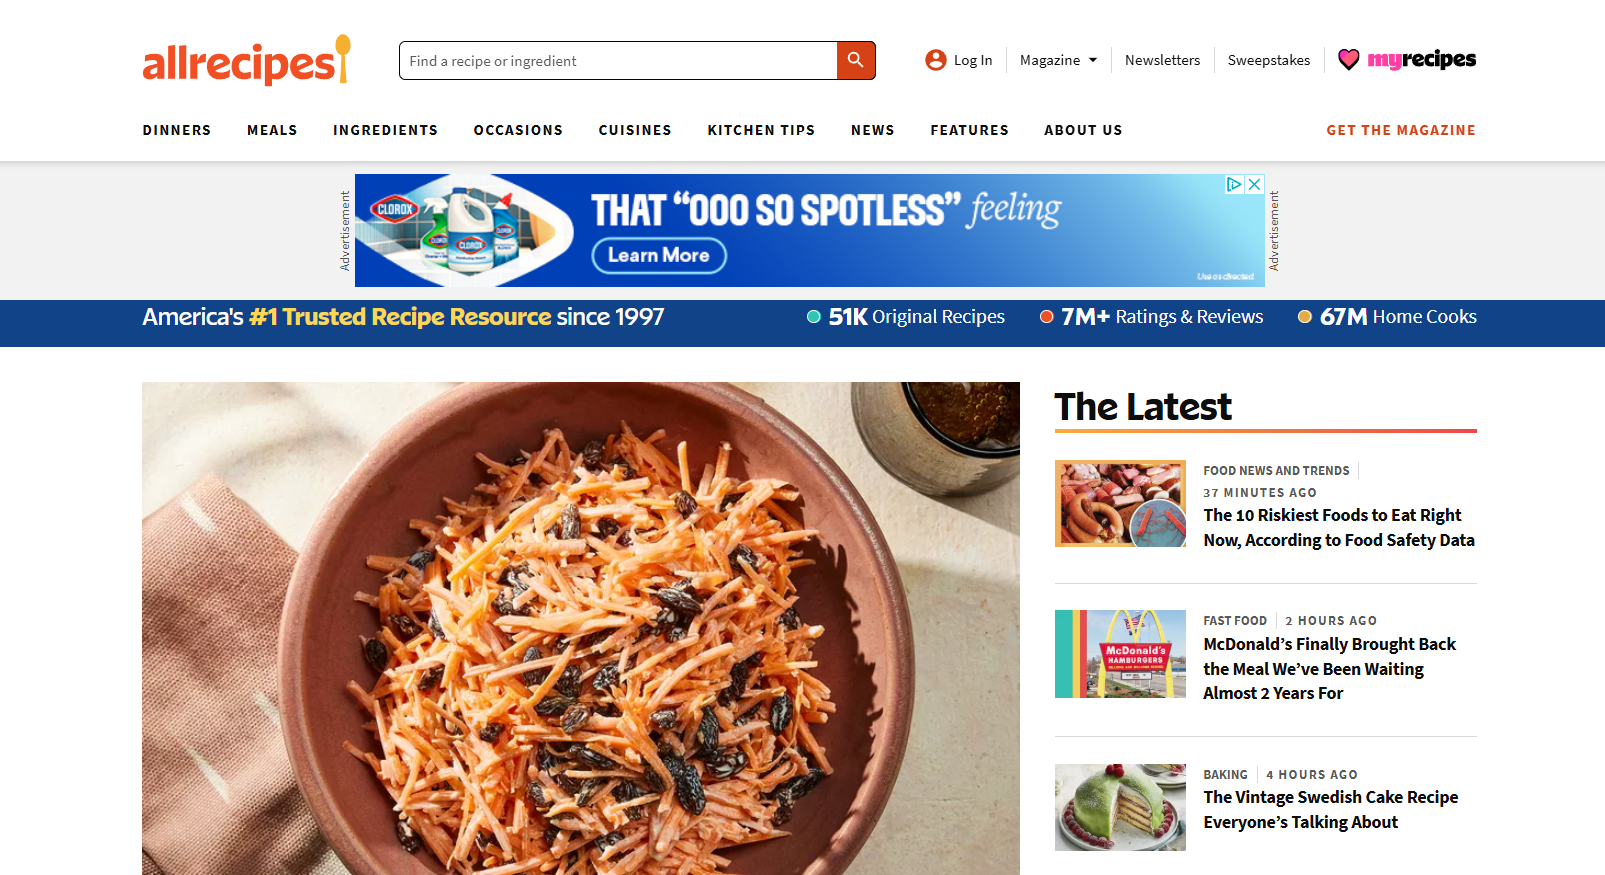 allrecipes
Find a recipe or ingredient
Log In
Magazine
Newsletters
Sweepstakes
myrecipes
DINNERS
MEALS
INGREDIENTS
OCCASIONS
CUISINES
KITCHEN TIPS
NEWS
FEATURES
ABOUT US
GET THE MAGAZINE
Advertisement
CLOROX
CLOROX
THAT “OOO SO SPOTLESS” feeling
Learn More
Use as directed.
Advertisement
America's #1 Trusted Recipe Resource since 1997
51K Original Recipes
7M+ Ratings & Reviews
67M Home Cooks
The Latest
FOOD NEWS AND TRENDS
37 MINUTES AGO
The 10 Riskiest Foods to Eat Right
Now, According to Food Safety Data
McDonald's
HAMBURGERS
FAST FOOD
2 HOURS AGO
McDonald’s Finally Brought Back
the Meal We’ve Been Waiting
Almost 2 Years For
BAKING
4 HOURS AGO
The Vintage Swedish Cake Recipe
Everyone’s Talking About